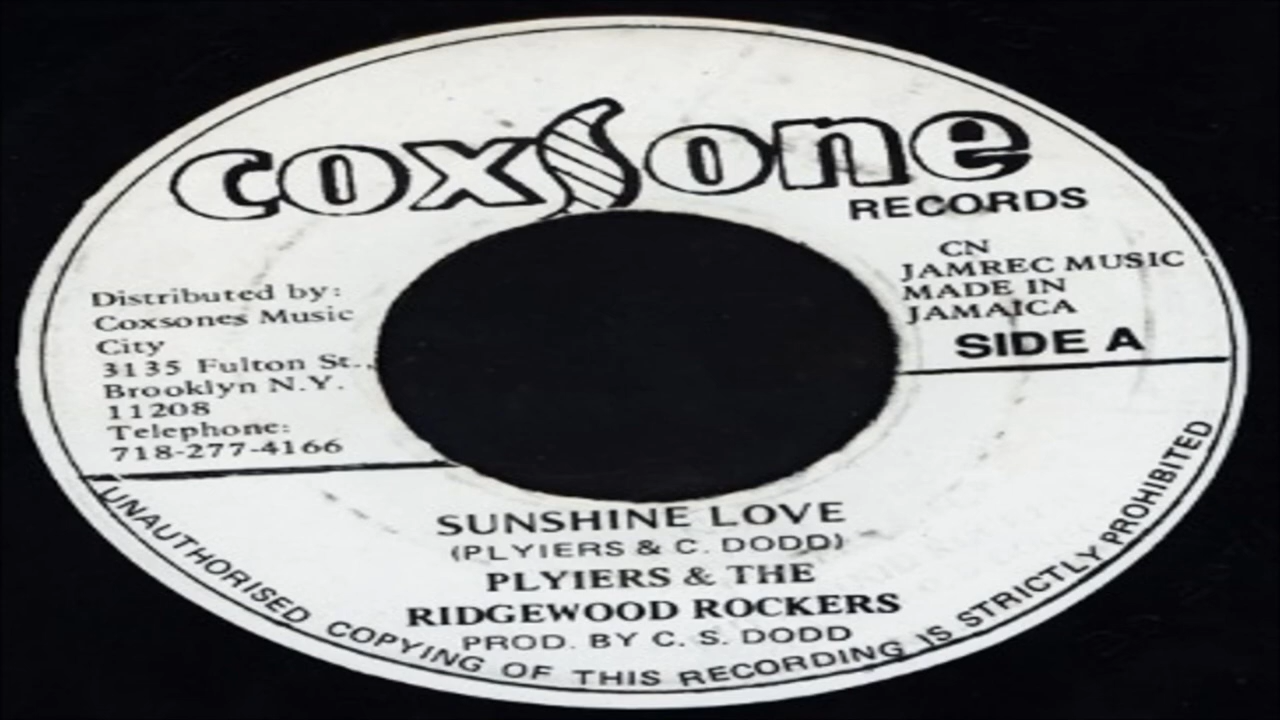 coxsone
RECORDS
CN
JAMREC MUSIC
MADE IN
JAMAICA
SIDE A
Distributed by:
Coxsones Music
City
3135 Fulton St.,
Brooklyn N.Y.
11208
Telephone:
718-277-4166
SUNSHINE LOVE
(PLYIERS & C. DODD)
PLYIERS & THE
RIDGEWOOD ROCKERS
PROD. BY C. S. DODD
UNAUTHORISED COPYING OF THIS RECORDING IS STRICTLY PROHIBITED